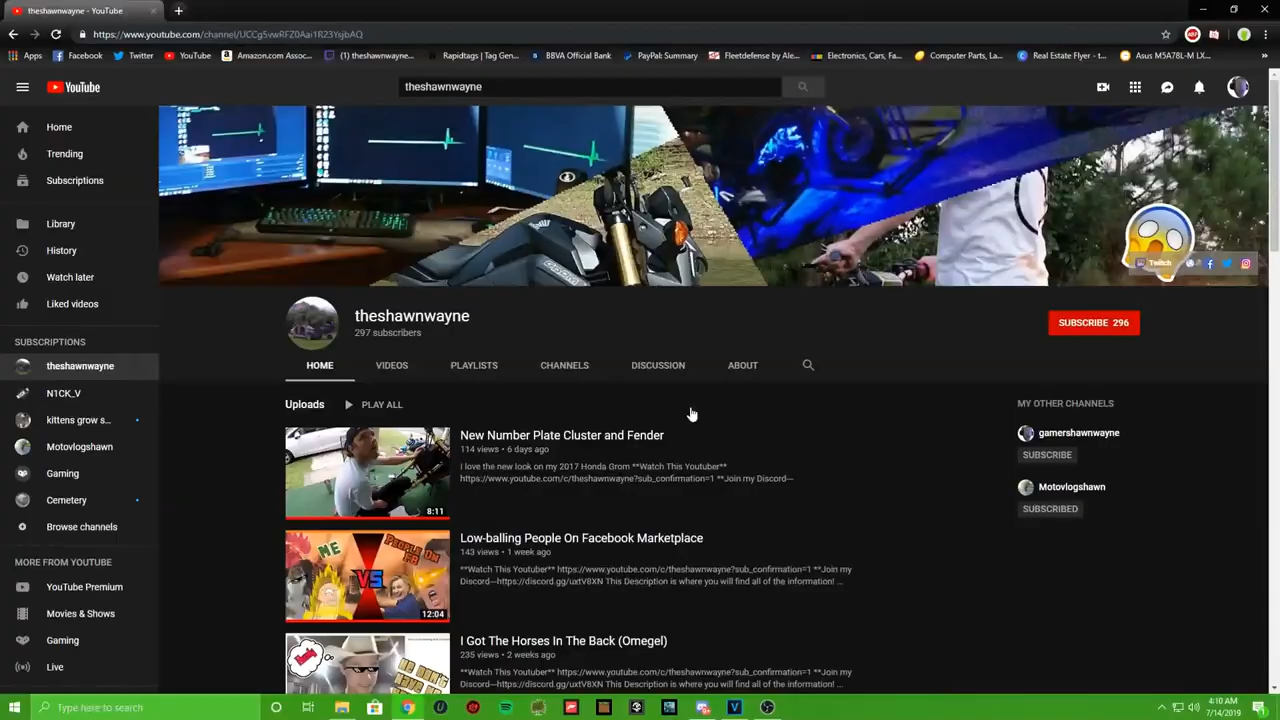 theshawnwayne - YouTube
https://www.youtube.com/channel/UCCg5vwRFZ0Aai1R23YsjbAQ
Apps
Facebook
Twitter
YouTube
Amazon.com Assoc...
(1) theshawnwayne...
Rapidtags | Tag Gen...
BBVA Official Bank
PayPal: Summary
Fleetdefense by Ale...
Electronics, Cars, Fa...
Computer Parts, La...
Real Estate Flyer - t...
Asus M5A78L-M LX...
YouTube
theshawnwayne
Home
Trending
Subscriptions
Library
History
Watch later
Liked videos
SUBSCRIPTIONS
theshawnwayne
N1CK_V
kittens grow s...
Motovlogshawn
Gaming
Cemetery
Browse channels
MORE FROM YOUTUBE
YouTube Premium
Movies & Shows
Gaming
Live
Twitch
theshawnwayne
297 subscribers
SUBSCRIBE 296
HOME
VIDEOS
PLAYLISTS
CHANNELS
DISCUSSION
ABOUT
Uploads
PLAY ALL
New Number Plate Cluster and Fender
114 views • 6 days ago
I love the new look on my 2017 Honda Grom **Watch This Youtuber**
https://www.youtube.com/c/theshawnwayne?sub_confirmation=1 **Join my Discord—
8:11
Low-balling People On Facebook Marketplace
143 views • 1 week ago
**Watch This Youtuber** https://www.youtube.com/c/theshawnwayne?sub_confirmation=1 **Join my
Discord—https://discord.gg/uxtV8XN This Description is where you will find all of the information! ...
ME
VS
PEOPLE ON
FB
12:04
I Got The Horses In The Back (Omegel)
235 views • 2 weeks ago
**Watch This Youtuber** https://www.youtube.com/c/theshawnwayne?sub_confirmation=1 **Join my
Discord—https://discord.gg/uxtV8XN This Description is where you will find all of the information! ...
MY OTHER CHANNELS
gamershawnwayne
SUBSCRIBE
Motovlogshawn
SUBSCRIBED
Type here to search
4:10 AM
7/14/2019